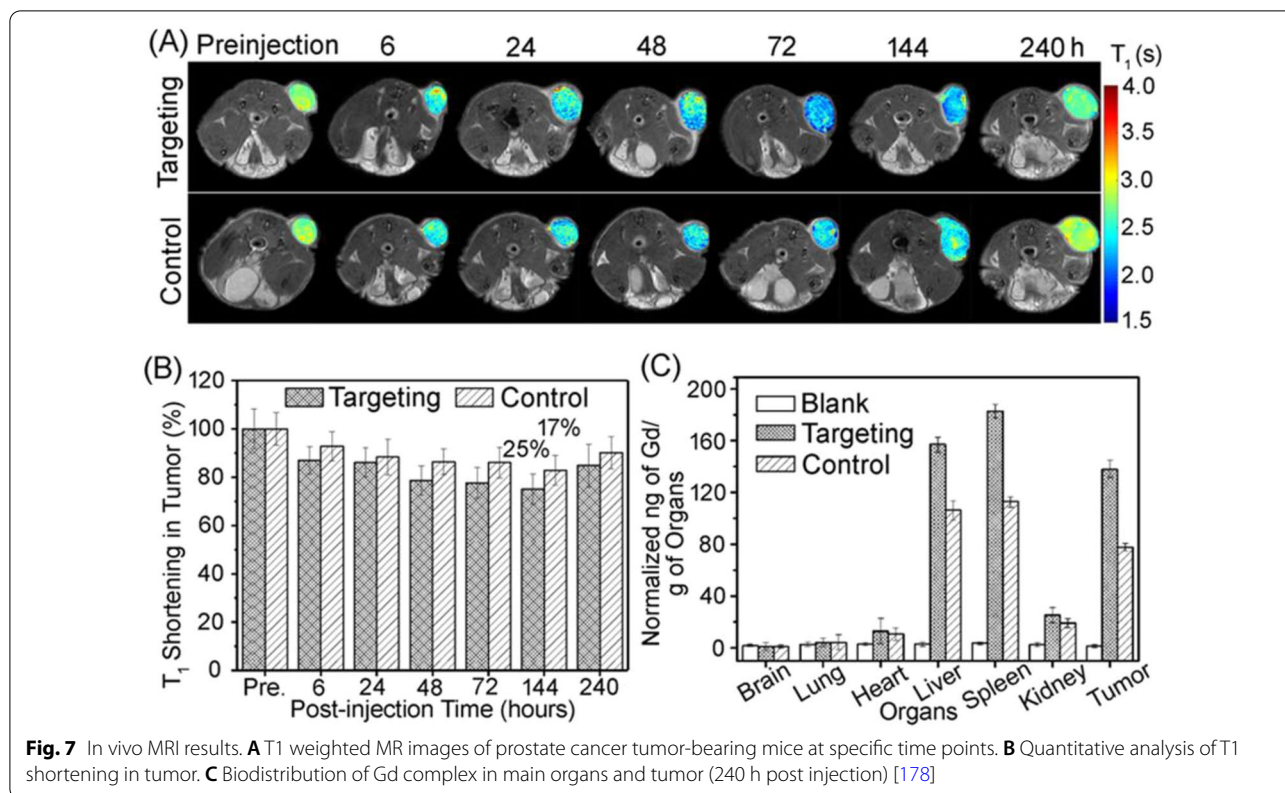 (A) Preinjection 6 24 48 72 144 240 h T₁ (s)
Targeting
Control
4.0
3.5
3.0
2.5
2.0
1.5
(B)
T₁ Shortening in Tumor (%)
120
100
80
60
40
20
0
Targeting Control
17%
25%
Pre. 6 24 48 72 144 240
Post-injection Time (hours)
(C)
Normalized ng of Gd/
g of Organs
200
160
120
80
40
0
Blank
Targeting
Control
Brain Lung Heart Liver Spleen Kidney Tumor
Organs
Fig. 7 In vivo MRI results. A T1 weighted MR images of prostate cancer tumor-bearing mice at specific time points. B Quantitative analysis of T1
shortening in tumor. C Biodistribution of Gd complex in main organs and tumor (240 h post injection) [178]